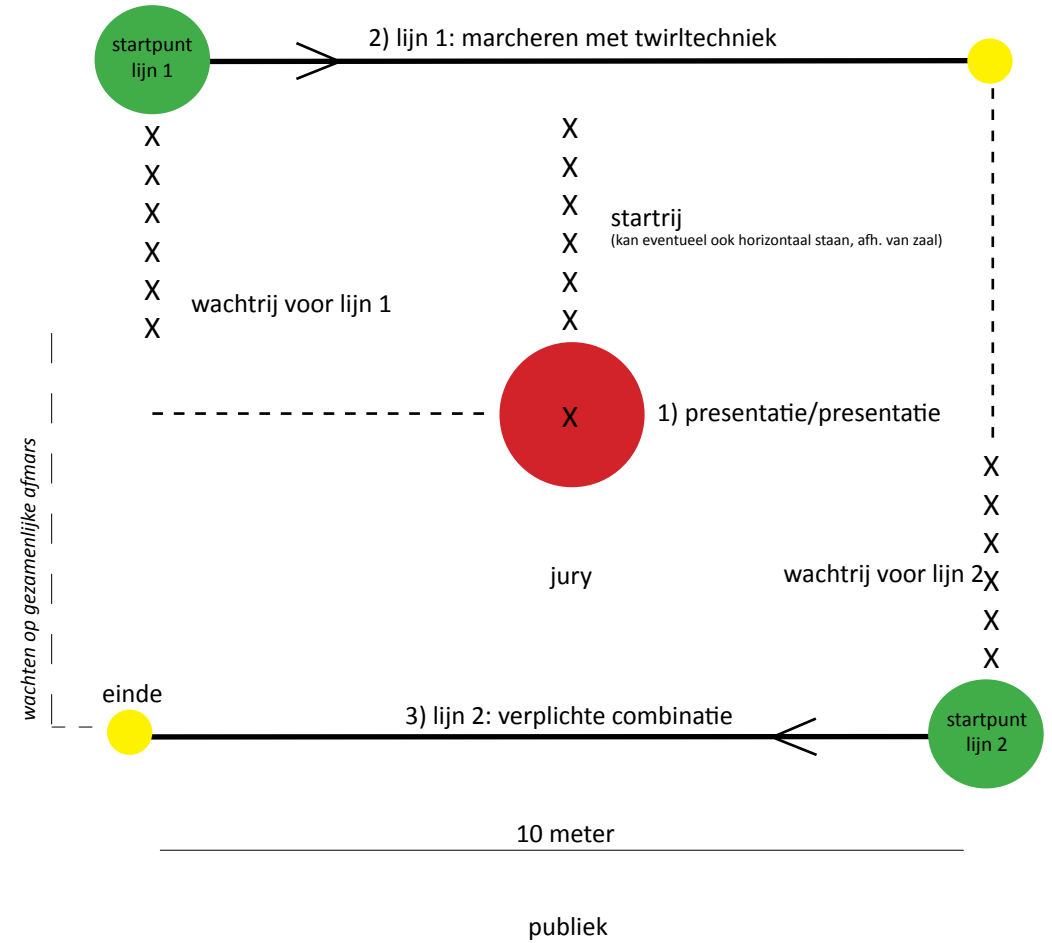 startpunt
lijn 1
2) lijn 1: marcheren met twirltechniek
X
X
X
X
X
X
X
X
X
X
X
X
startrij
(kan eventueel ook horizontaal staan, afh. van zaal)
wachtrij voor lijn 1
X
1) presentatie/presentatie
wachten op gezamenlijke afmars
X
X
X
X
X
X
jury
wachtrij voor lijn 2
einde
3) lijn 2: verplichte combinatie
startpunt
lijn 2
10 meter
publiek